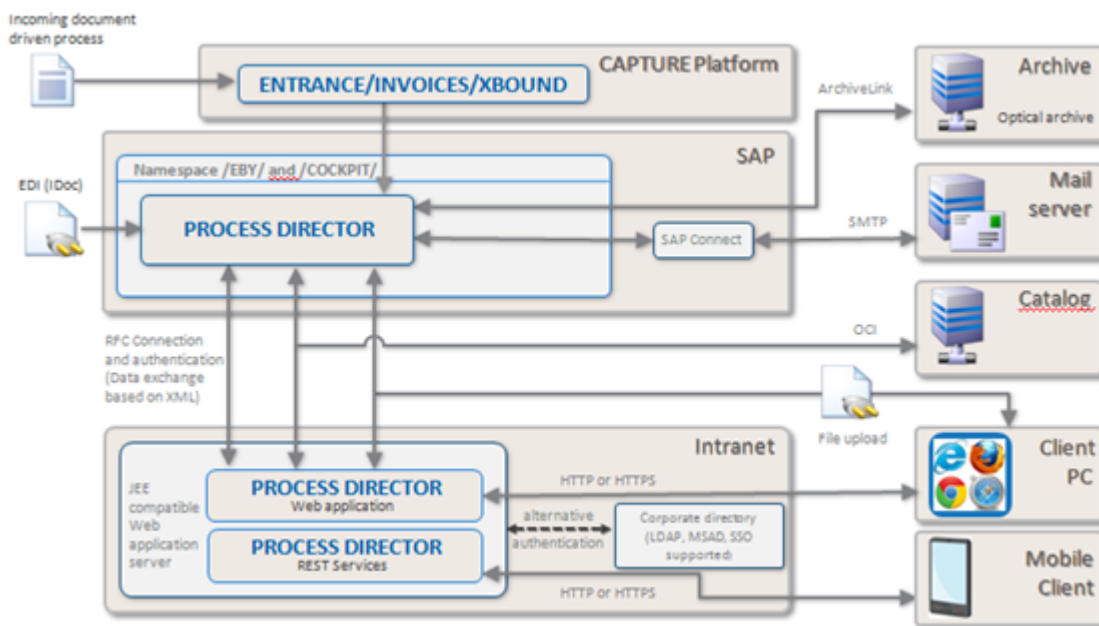 Incoming document
driven process
CAPTURE Platform
ENTRANCE/INVOICES/XBOUND
ArchiveLink
Archive
Optical archive
SAP
Namespace /EBY/ and /COCKPIT/
EDI (IDoc)
PROCESS DIRECTOR
SAP Connect
SMTP
Mail
server
Catalog
OCI
RFC Connection
and authentication
(Data exchange
based on XML)
File upload
Intranet
JEE
compatible
Web
application
server
PROCESS DIRECTOR
Web application
PROCESS DIRECTOR
REST Services
HTTP or HTTPS
alternative
authentication
Corporate directory
(LDAP, MSAD, SSO
supported)
HTTP or HTTPS
Client
PC
Mobile
Client